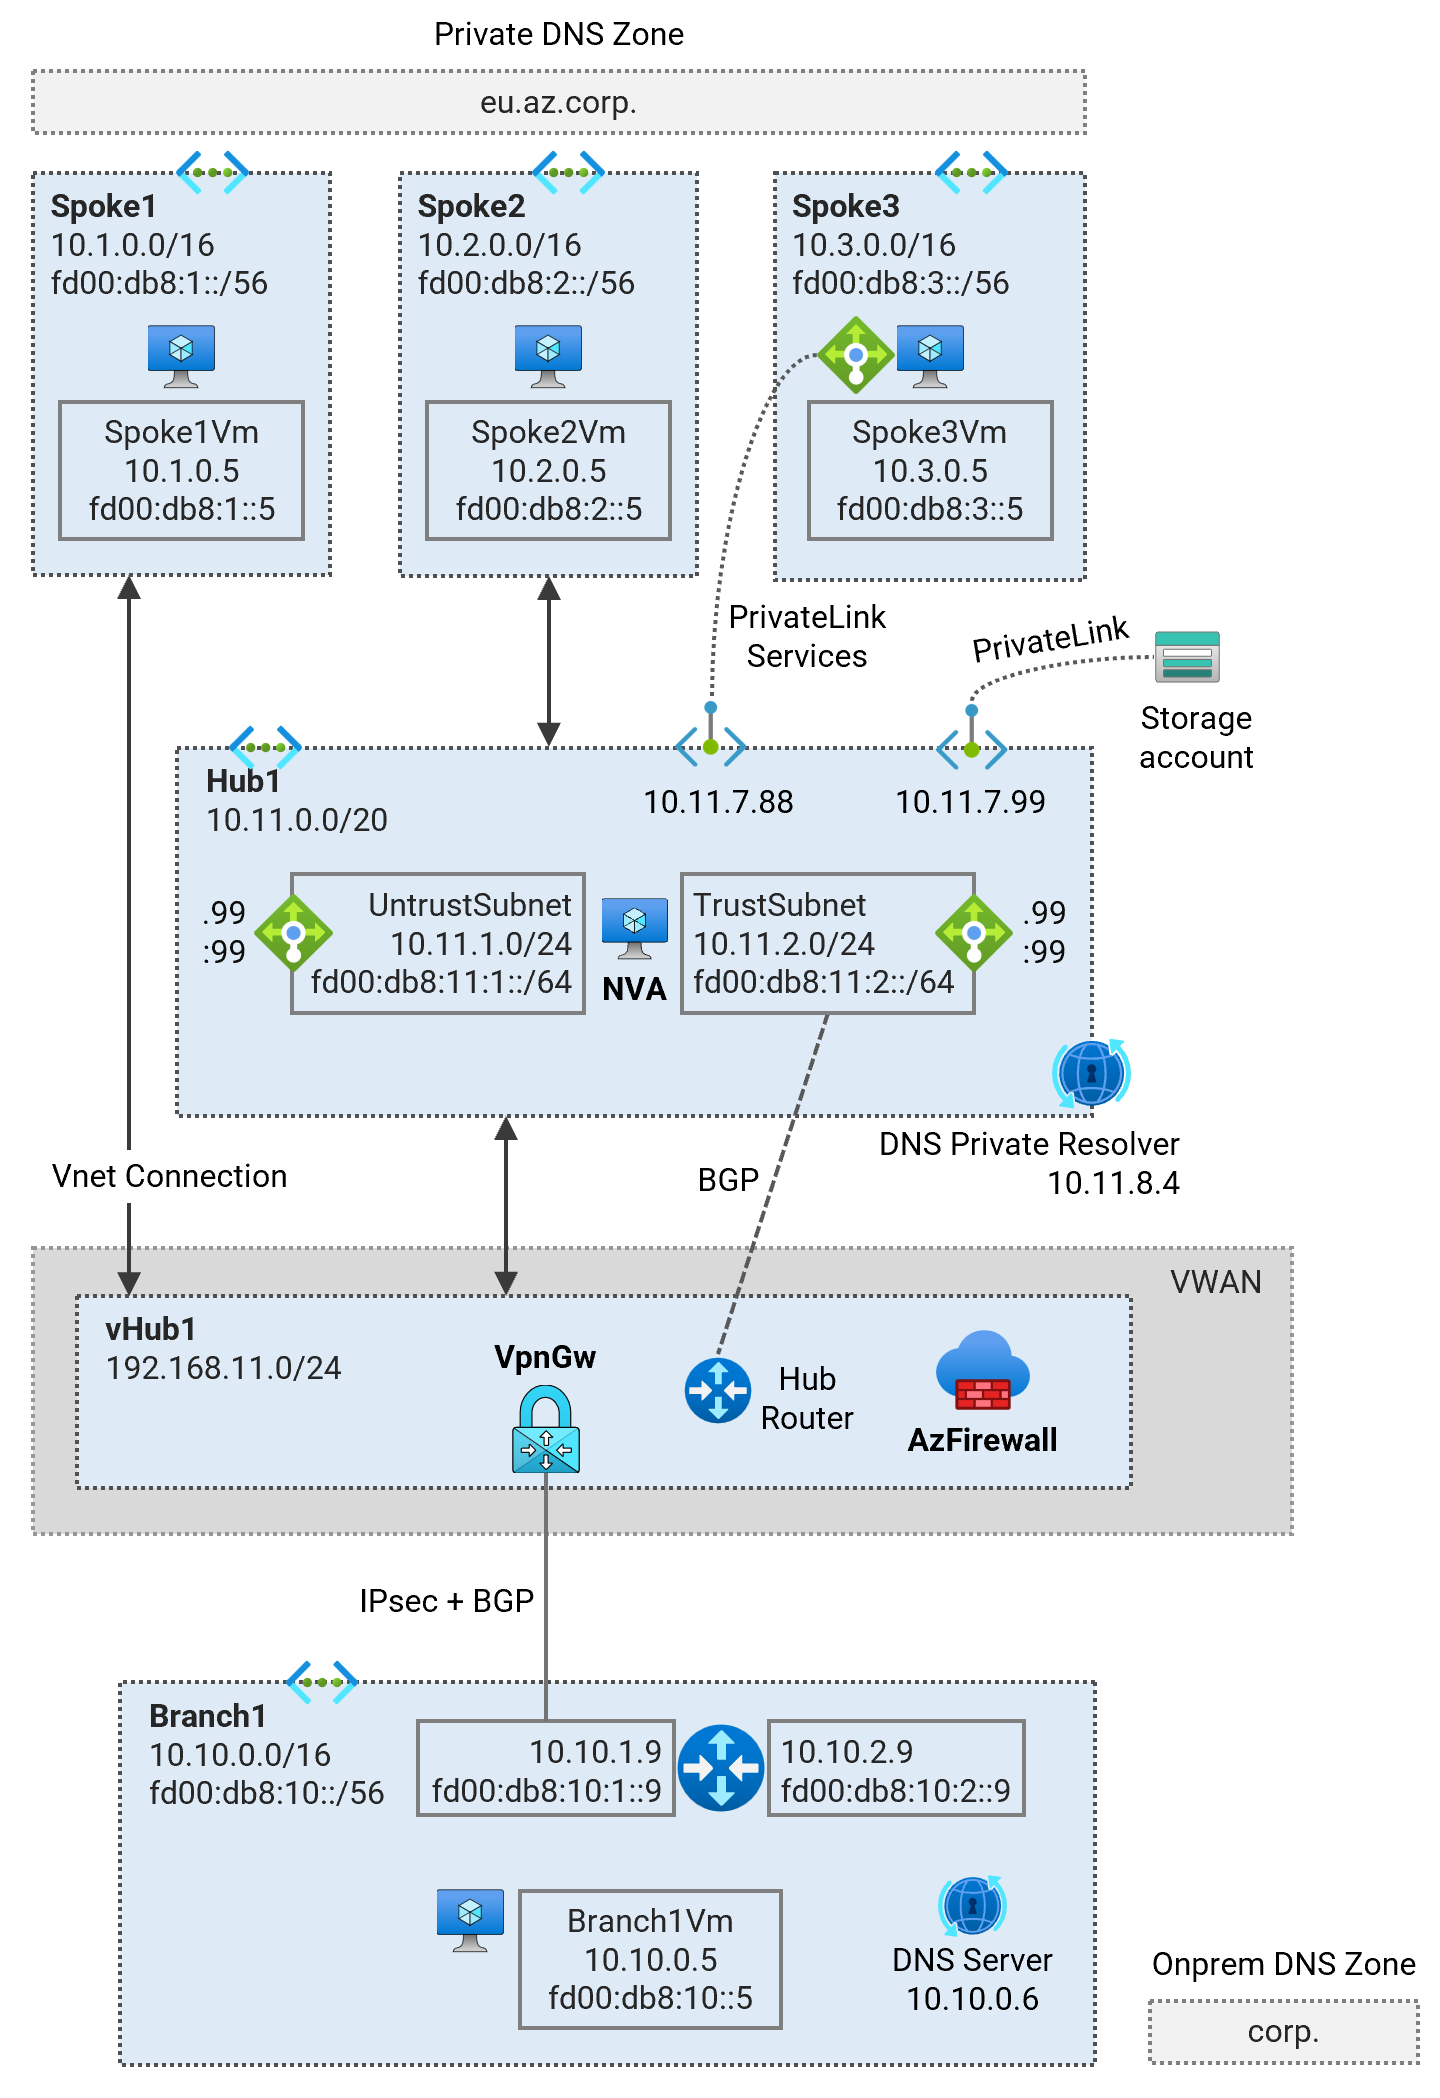 Private DNS Zone
eu.az.corp.
Spoke1
10.1.0.0/16
fd00:db8:1::/56
Spoke1Vm
10.1.0.5
fd00:db8:1::5
Spoke2
10.2.0.0/16
fd00:db8:2::/56
Spoke2Vm
10.2.0.5
fd00:db8:2::5
Spoke3
10.3.0.0/16
fd00:db8:3::/56
Spoke3Vm
10.3.0.5
fd00:db8:3::5
PrivateLink
Services
PrivateLink
Storage
account
Hub1
10.11.0.0/20
10.11.7.88
10.11.7.99
.99
:99
UntrustSubnet
10.11.1.0/24
fd00:db8:11:1::/64
NVA
TrustSubnet
10.11.2.0/24
fd00:db8:11:2::/64
.99
:99
DNS Private Resolver
10.11.8.4
Vnet Connection
BGP
VWAN
vHub1
192.168.11.0/24
VpnGw
Hub
Router
AzFirewall
IPsec + BGP
Branch1
10.10.0.0/16
fd00:db8:10::/56
10.10.1.9
fd00:db8:10:1::9
10.10.2.9
fd00:db8:10:2::9
Branch1Vm
10.10.0.5
fd00:db8:10::5
DNS Server
10.10.0.6
Onprem DNS Zone
corp.